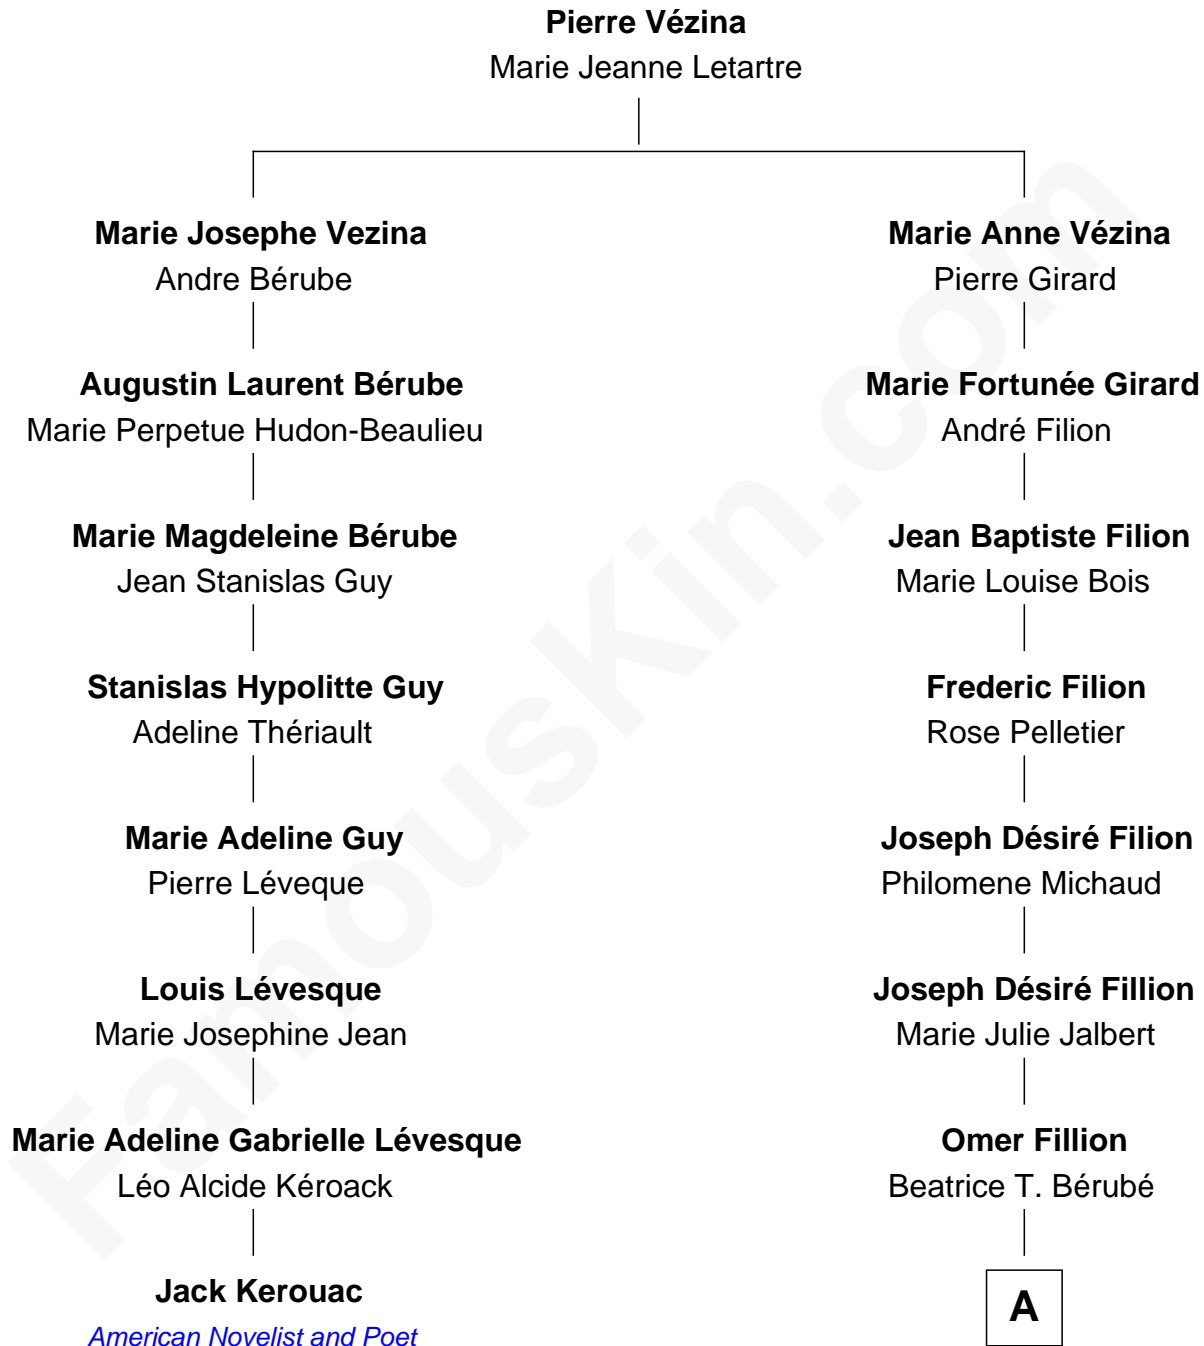 Pierre Vézina
Marie Jeanne Letartre
Marie Josephe Vezina
Andre Bérube
Marie Anne Vézina
Pierre Girard
Augustin Laurent Bérube
Marie Perpetue Hudon-Beaulieu
Marie Fortunée Girard
André Filion
Marie Magdeleine Bérube
Jean Stanislas Guy
Jean Baptiste Filion
Marie Louise Bois
Stanislas Hypolitte Guy
Adeline Thériault
Frederic Filion
Rose Pelletier
Marie Adeline Guy
Pierre Léveque
Joseph Désiré Filion
Philomene Michaud
Louis Lévesque
Marie Josephine Jean
Joseph Désiré Fillion
Marie Julie Jalbert
Marie Adeline Gabrielle Lévesque
Léo Alcide Kéroack
Omer Fillion
Beatrice T. Bérubé
Jack Kerouac
American Novelist and Poet
A
FamousKin.com